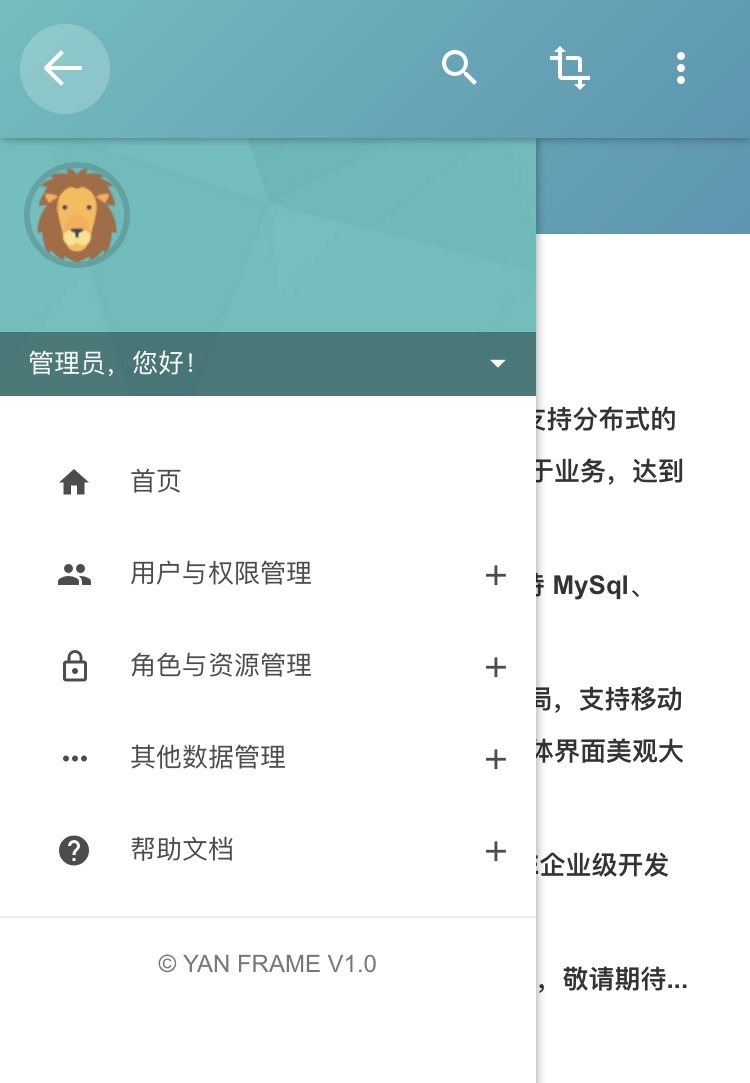 管理员，您好！
首页
用户与权限管理
角色与资源管理
其他数据管理
帮助文档
© YAN FRAME V1.0
支持分布式的
于业务，达到
持 MySql、
局，支持移动
体界面美观大
企业级开发
，敬请期待...